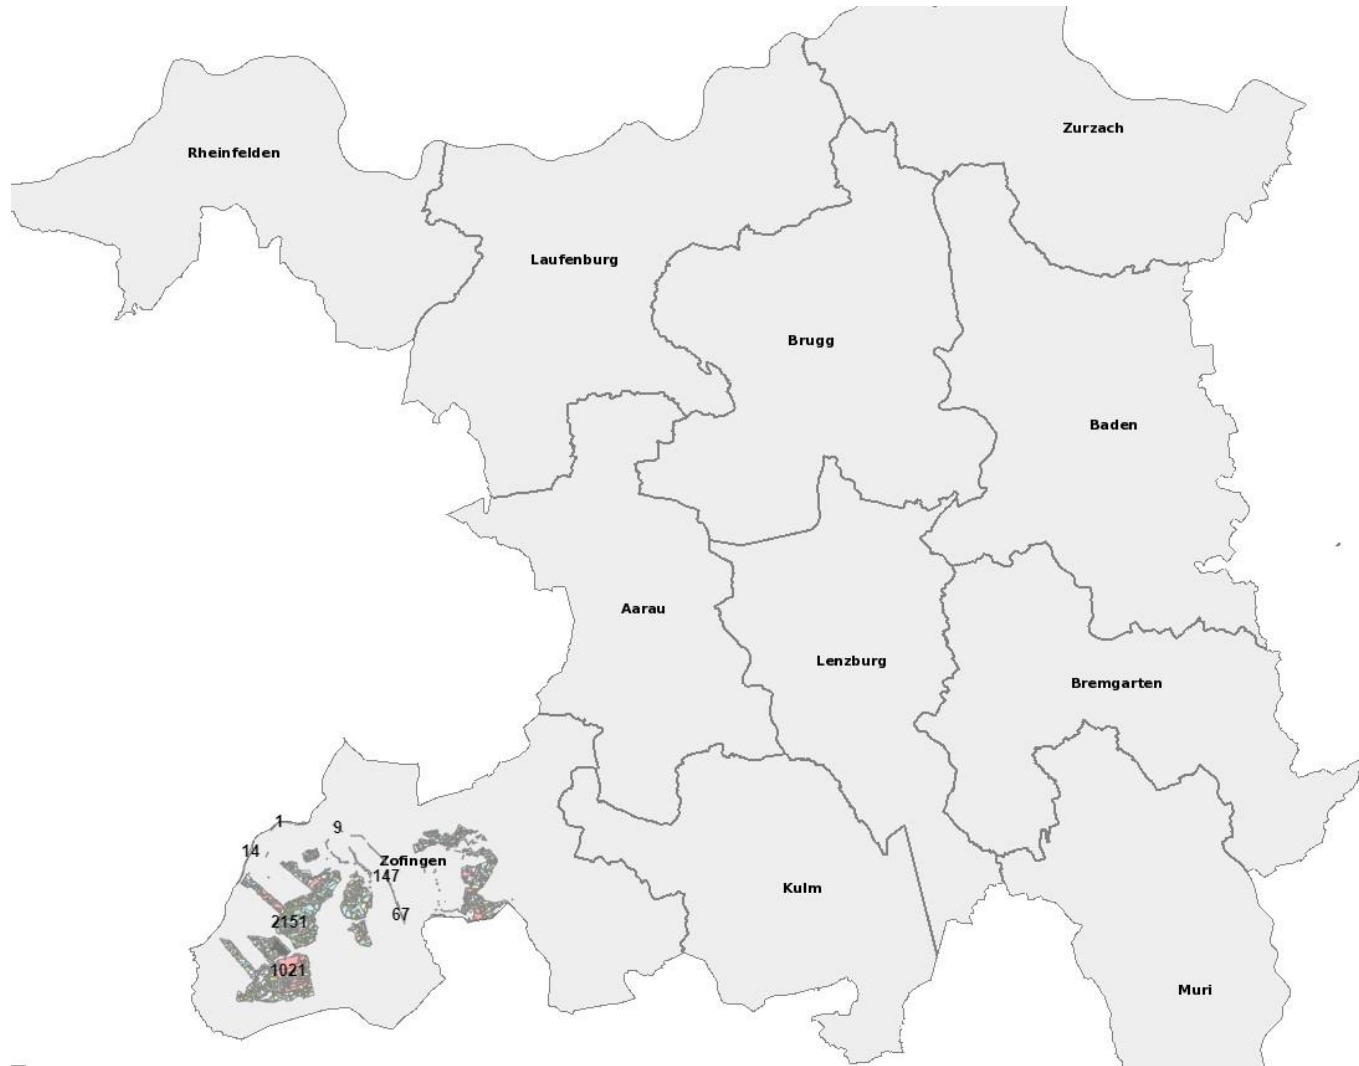 Zurzach
Rheinfelden
Laufenburg
Brugg
Baden
Aarau
Lenzburg
Bremgarten
1
9
14
Zofingen
147
Kulm
67
2151
1021
Muri